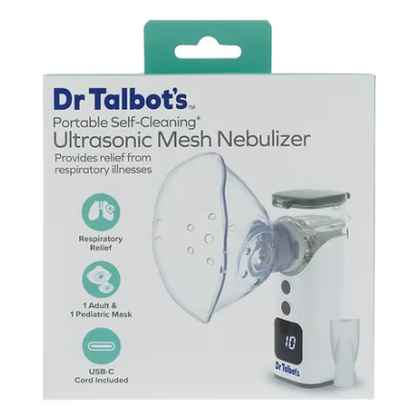 Dr Talbot's™
Portable Self-Cleaning*
Ultrasonic Mesh Nebulizer
Provides relief from
respiratory illnesses
Respiratory
Relief
1 Adult &
1 Pediatric Mask
USB-C
Cord Included
10
Dr Talbot's